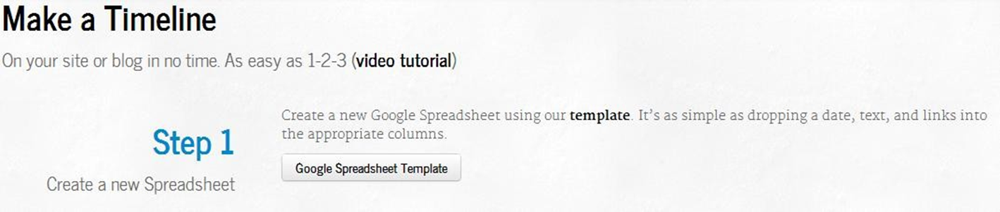 Make a Timeline
On your site or blog in no time. As easy as 1-2-3 (video tutorial)
Step 1
Create a new Spreadsheet
Create a new Google Spreadsheet using our template. It’s as simple as dropping a date, text, and links into
the appropriate columns.
Google Spreadsheet Template